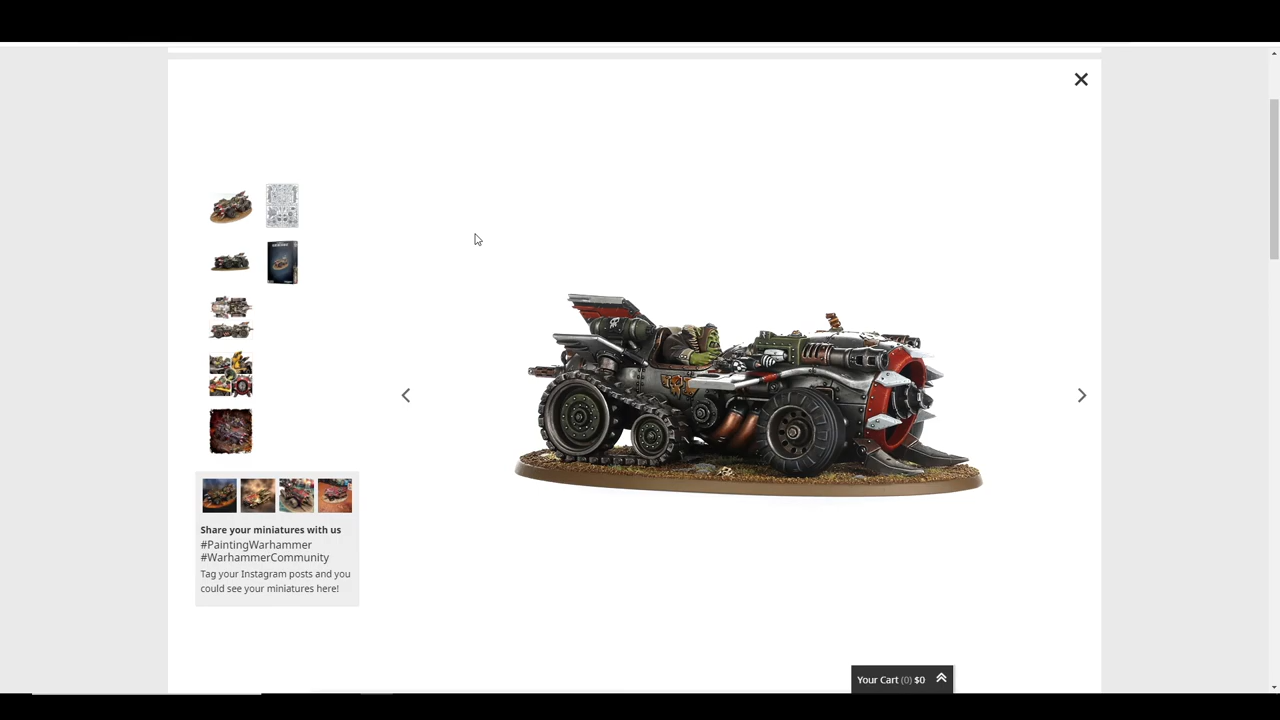 Share your miniatures with us
#PaintingWarhammer
#WarhammerCommunity
Tag your Instagram posts and you
could see your miniatures here!
Your Cart (0) $0